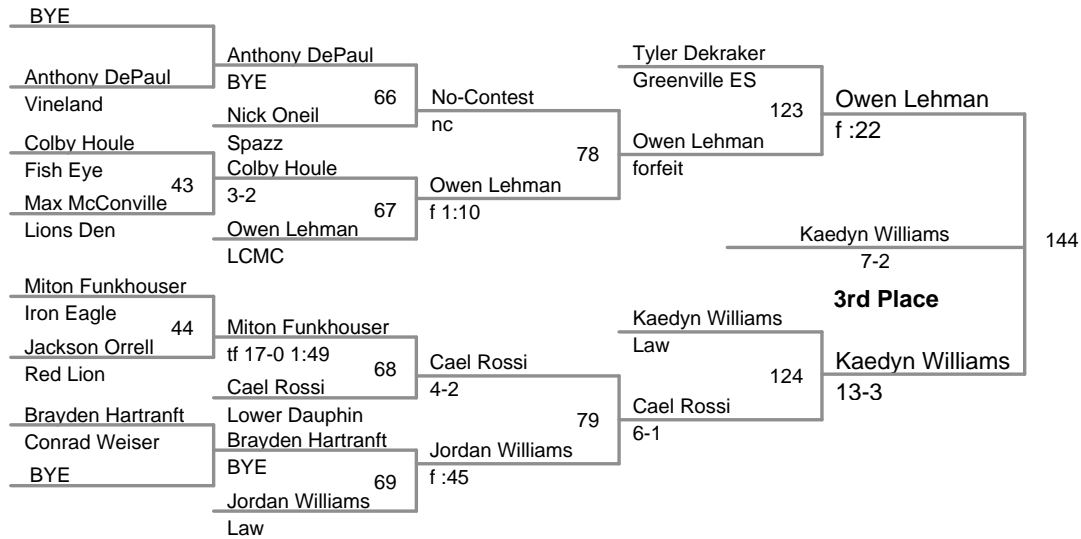 BYE
Anthony DePaul
Vineland
Colby Houle
Fish Eye
43
Max McConville
Lions Den
Miton Funkhouser
Iron Eagle
44
Jackson Orrell
Red Lion
Brayden Hartranft
Conrad Weiser
BYE
Anthony DePaul
BYE
66
Nick Oneil
Spazz
Colby Houle
3-2
67
Owen Lehman
LCMC
Miton Funkhouser
tf 17-0 1:49
68
Cael Rossi
Lower Dauphin
Brayden Hartranft
BYE
69
Jordan Williams
Law
No-Contest
nc
78
Owen Lehman
f 1:10
Cael Rossi
4-2
79
Jordan Williams
f :45
Tyler Dekraker
Greenville ES
123
Owen Lehman
forfeit
Kaedyn Williams
Law
124
Cael Rossi
6-1
Owen Lehman
f :22
Kaedyn Williams
7-2
144
3rd Place
Kaedyn Williams
13-3